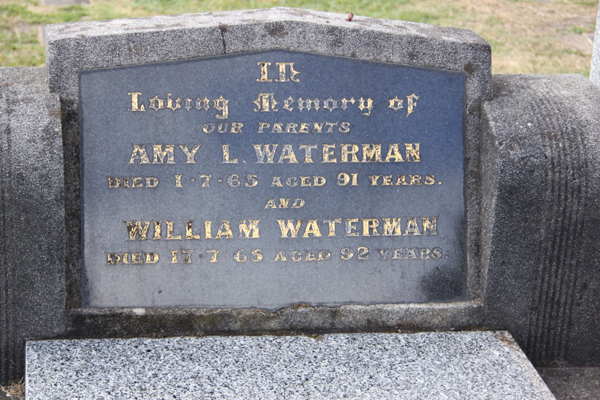 In
Loving Memory of
OUR PARENTS
AMY L. WATERMAN
DIED 1·7·65 AGED 91 YEARS.
AND
WILLIAM WATERMAN
DIED 17·7·65 AGED 92 YEARS.